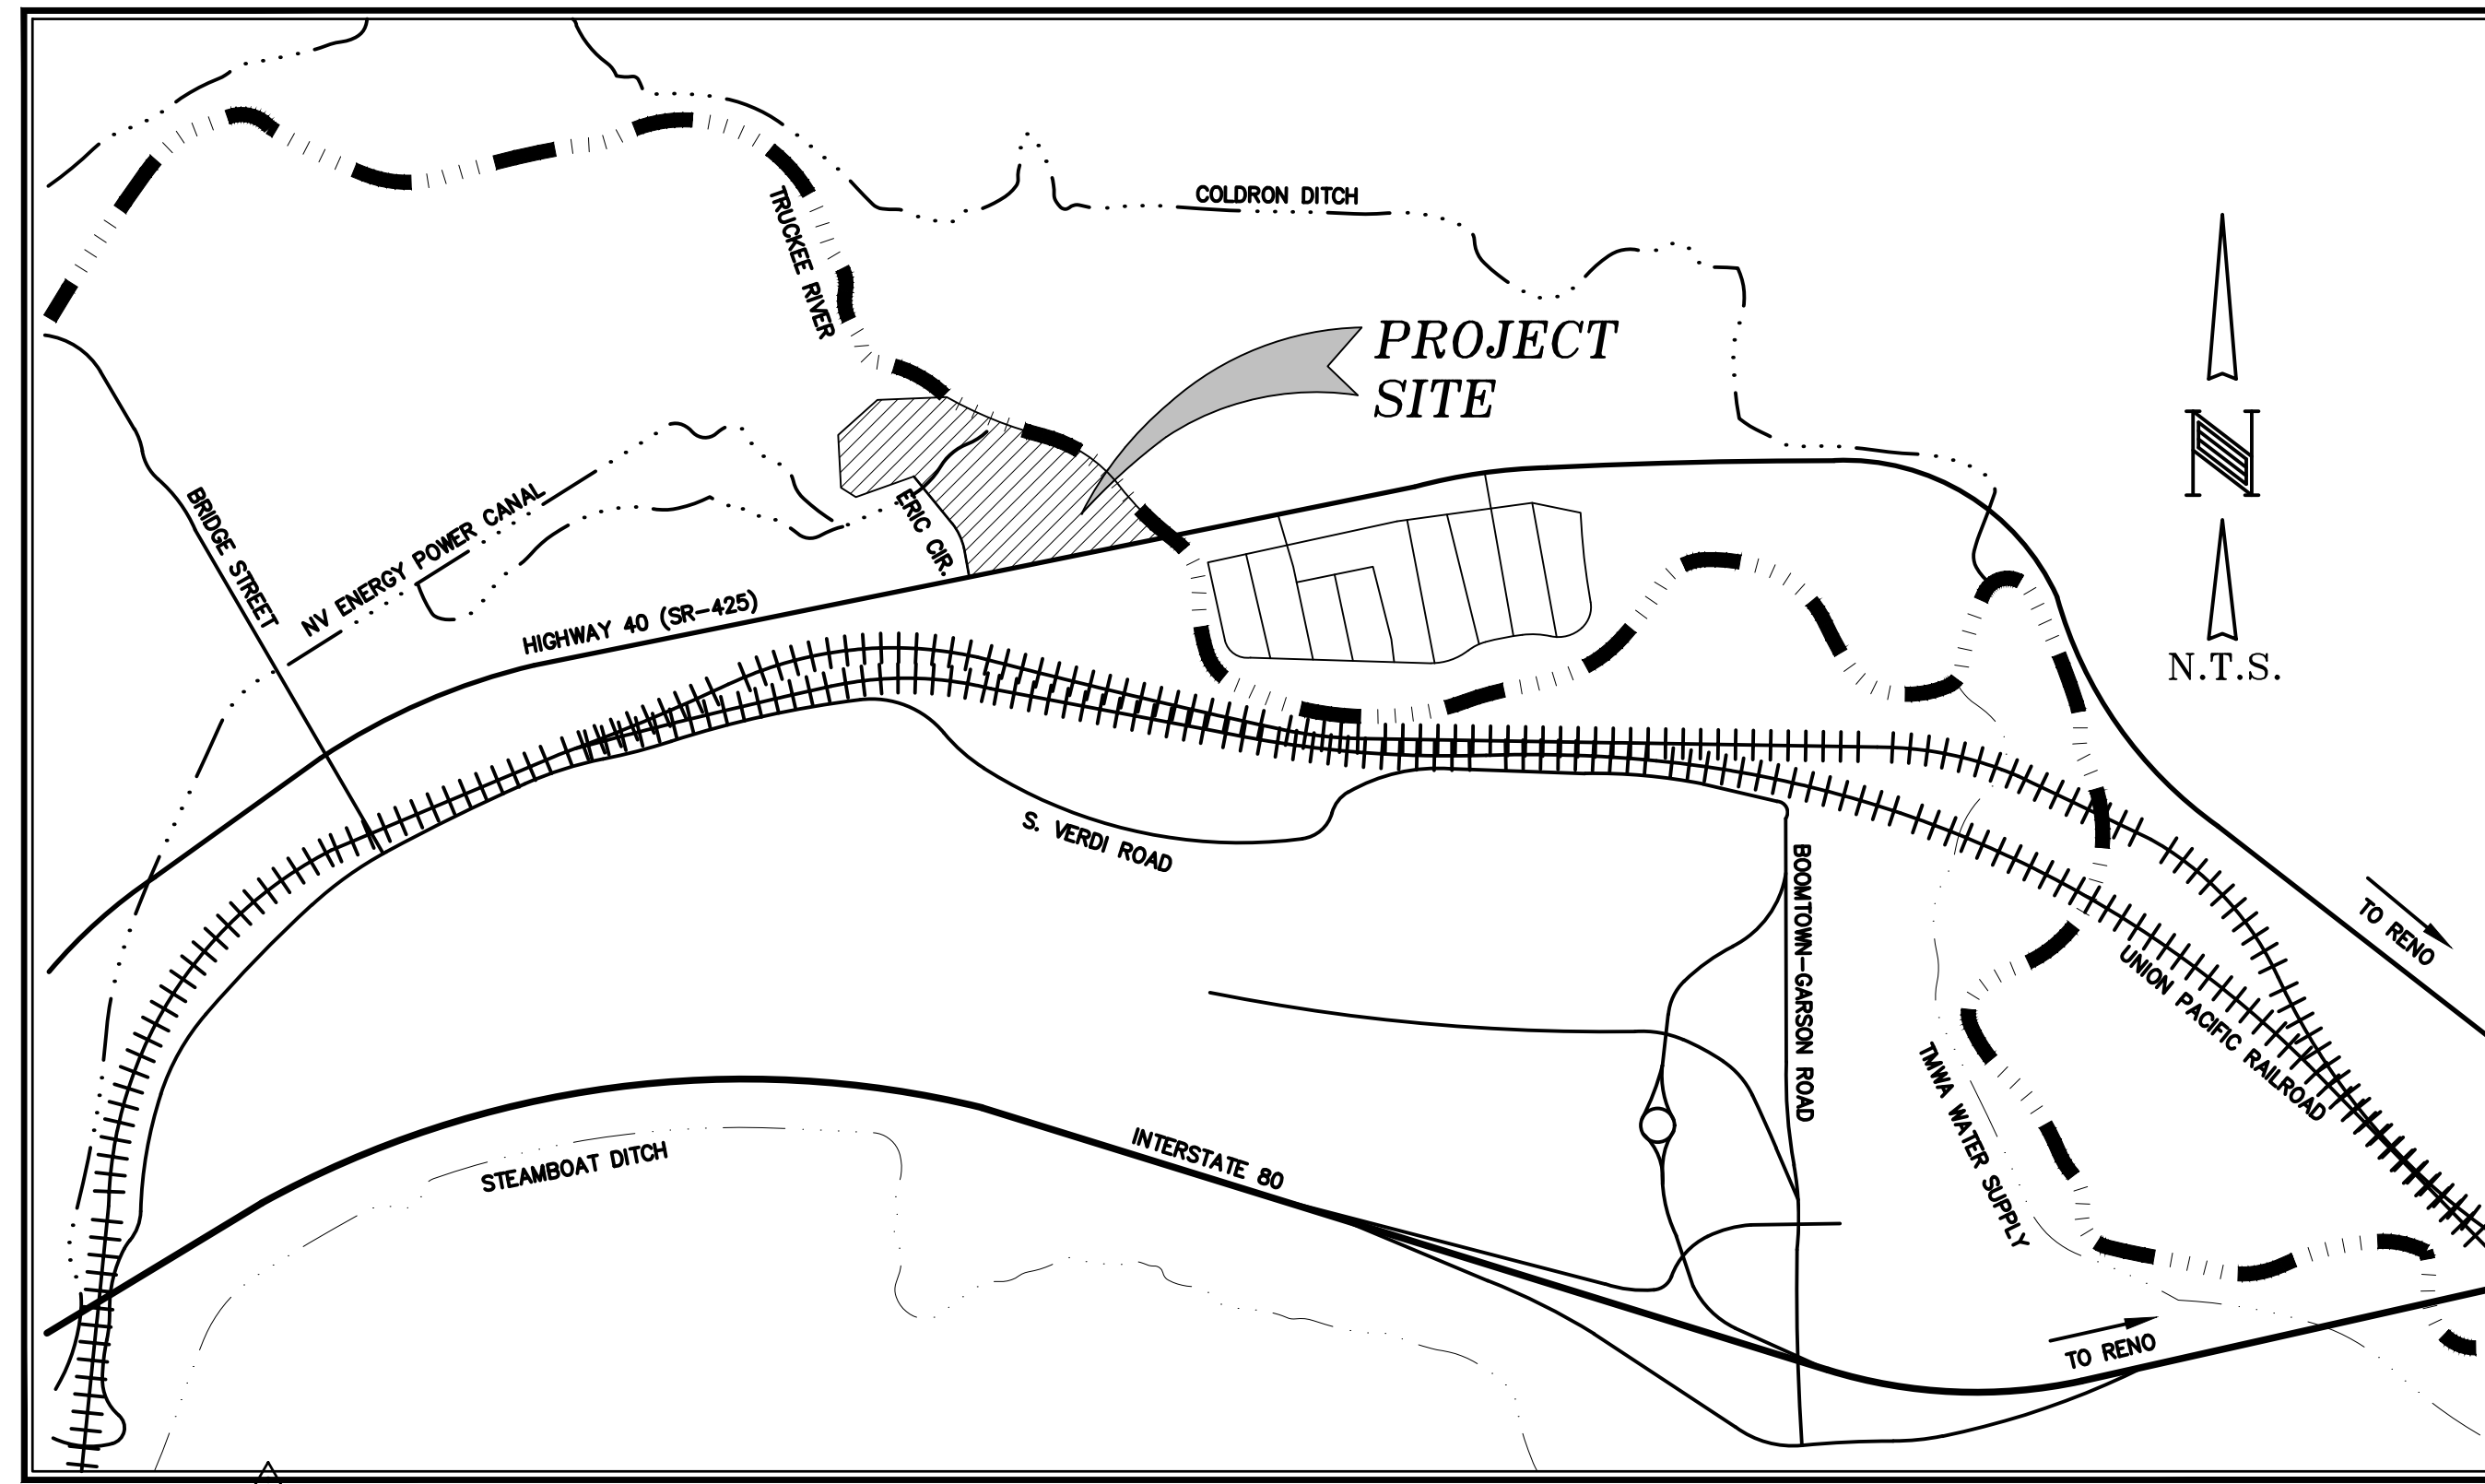 COLDRON DITCH
TRUCKEE RIVER
PROJECT
SITE
N
N.T.S.
BRIDGE STREET
NV ENERGY POWER CANAL
ERIC CIR.
HIGHWAY 40 (SR-425)
S. VERDI ROAD
BOOMTOWN-GARSON ROAD
TO RENO
UNION PACIFIC RAILROAD
TMWA WATER SUPPLY
STEAMBOAT DITCH
INTERSTATE 80
TO RENO